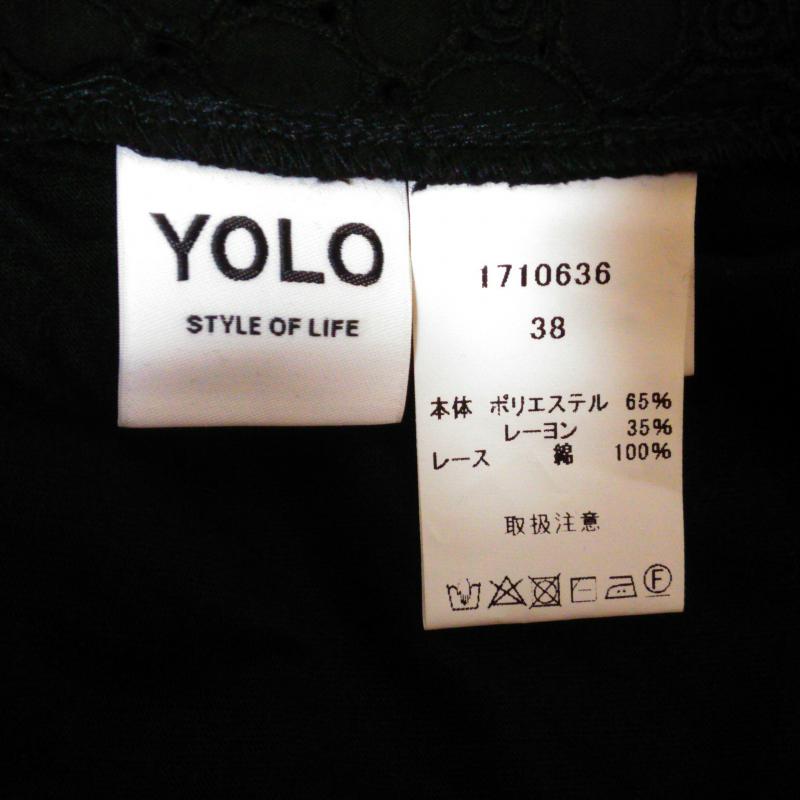 YOLO
STYLE OF LIFE
1710636
38
本体 ポリエステル 65%
レーヨン 35%
レース 綿 100%
取扱注意
F